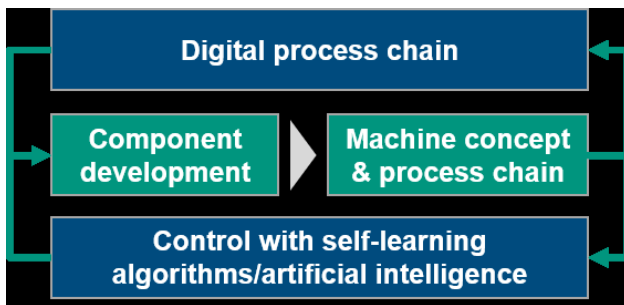 Digital process chain
Component
development
Machine concept
& process chain
Control with self-learning
algorithms/artificial intelligence